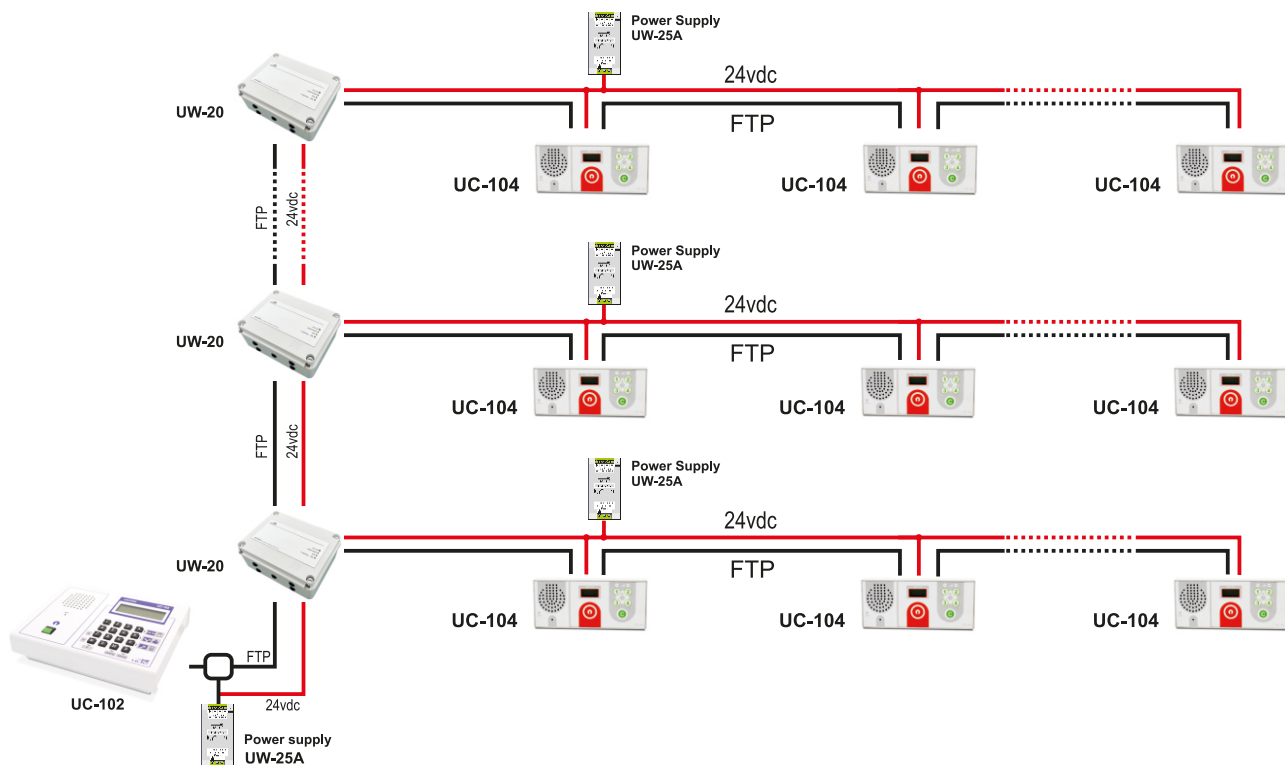 Power Supply
UW-25A
24vdc
UW-20
FTP
UC-104
UC-104
UC-104
FTP
24vdc
Power Supply
UW-25A
24vdc
UW-20
FTP
UC-104
UC-104
UC-104
FTP
24vdc
Power Supply
UW-25A
24vdc
UW-20
FTP
UC-104
UC-104
UC-104
FTP
UC-102
24vdc
Power supply
UW-25A